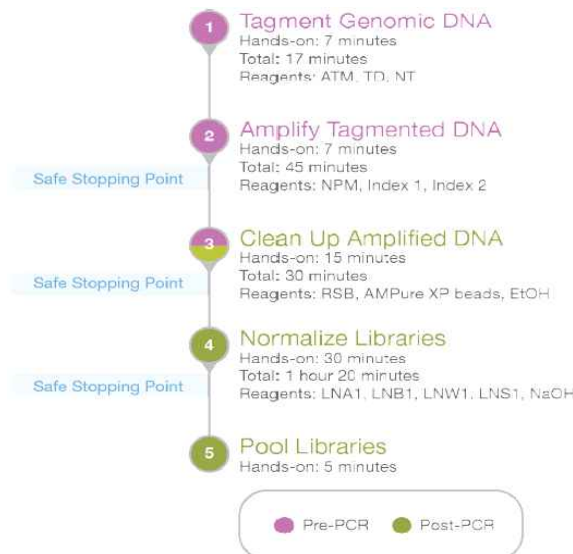 1
Tagment Genomic DNA
Hands-on: 7 minutes
Total: 17 minutes
Reagents: ATM, TD, NT
2
Amplify Tagmented DNA
Hands-on: 7 minutes
Total: 45 minutes
Reagents: NPM, Index 1, Index 2
Safe Stopping Point
3
Clean Up Amplified DNA
Hands-on: 15 minutes
Total: 30 minutes
Reagents: RSB, AMPure XP beads, EtOH
Safe Stopping Point
4
Normalize Libraries
Hands-on: 30 minutes
Total: 1 hour 20 minutes
Reagents: LNA1, LNB1, LNW1, LNS1, NaOH
Safe Stopping Point
5
Pool Libraries
Hands-on: 5 minutes
Pre-PCR
Post-PCR